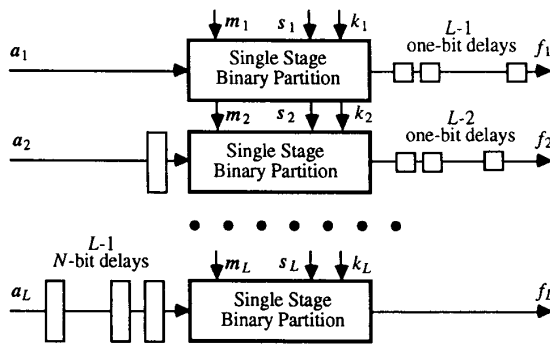 m1 s1 k1
L-1
one-bit delays
a1
Single Stage
Binary Partition
f1
m2 s2 k2
L-2
one-bit delays
a2
Single Stage
Binary Partition
f2
L-1
N-bit delays
mL sL kL
aL
Single Stage
Binary Partition
fL